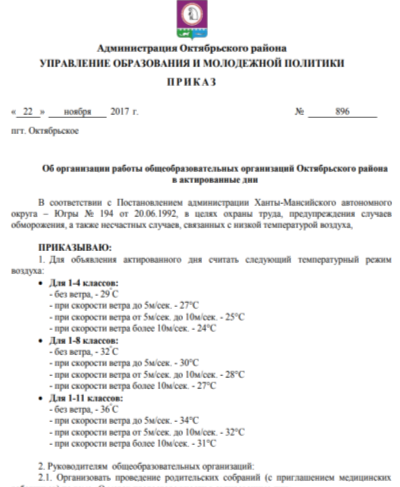 Администрация Октябрьского района
УПРАВЛЕНИЕ ОБРАЗОВАНИЯ И МОЛОДЕЖНОЙ ПОЛИТИКИ
ПРИКАЗ
« 22 » ноября 2017 г. № 896
пгт. Октябрьское
Об организации работы общеобразовательных организаций Октябрьского района
в актированные дни
В соответствии с Постановлением администрации Ханты-Мансийского автономного
округа – Югры № 194 от 20.06.1992, в целях охраны труда, предупреждения случаев
обморожения, а также несчастных случаев, связанных с низкой температурой воздуха,
ПРИКАЗЫВАЮ:
1. Для объявления актированного дня считать следующий температурный режим
воздуха:
• Для 1-4 классов:
- без ветра, - 29˚С
- при скорости ветра до 5м/сек. - 27°С
- при скорости ветра от 5м/сек. до 10м/сек. - 25°С
- при скорости ветра более 10м/сек. - 24°С
• Для 1-8 классов:
- без ветра, - 32˚С
- при скорости ветра до 5м/сек. - 30°С
- при скорости ветра от 5м/сек. до 10м/сек. - 28°С
- при скорости ветра более 10м/сек. - 27°С
• Для 1-11 классов:
- без ветра, - 36˚С
- при скорости ветра до 5м/сек. - 34°С
- при скорости ветра от 5м/сек. до 10м/сек. - 32°С
- при скорости ветра более 10м/сек. - 31°С
2. Руководителям общеобразовательных организаций:
2.1. Организовать проведение родительских собраний (с приглашением медицинских